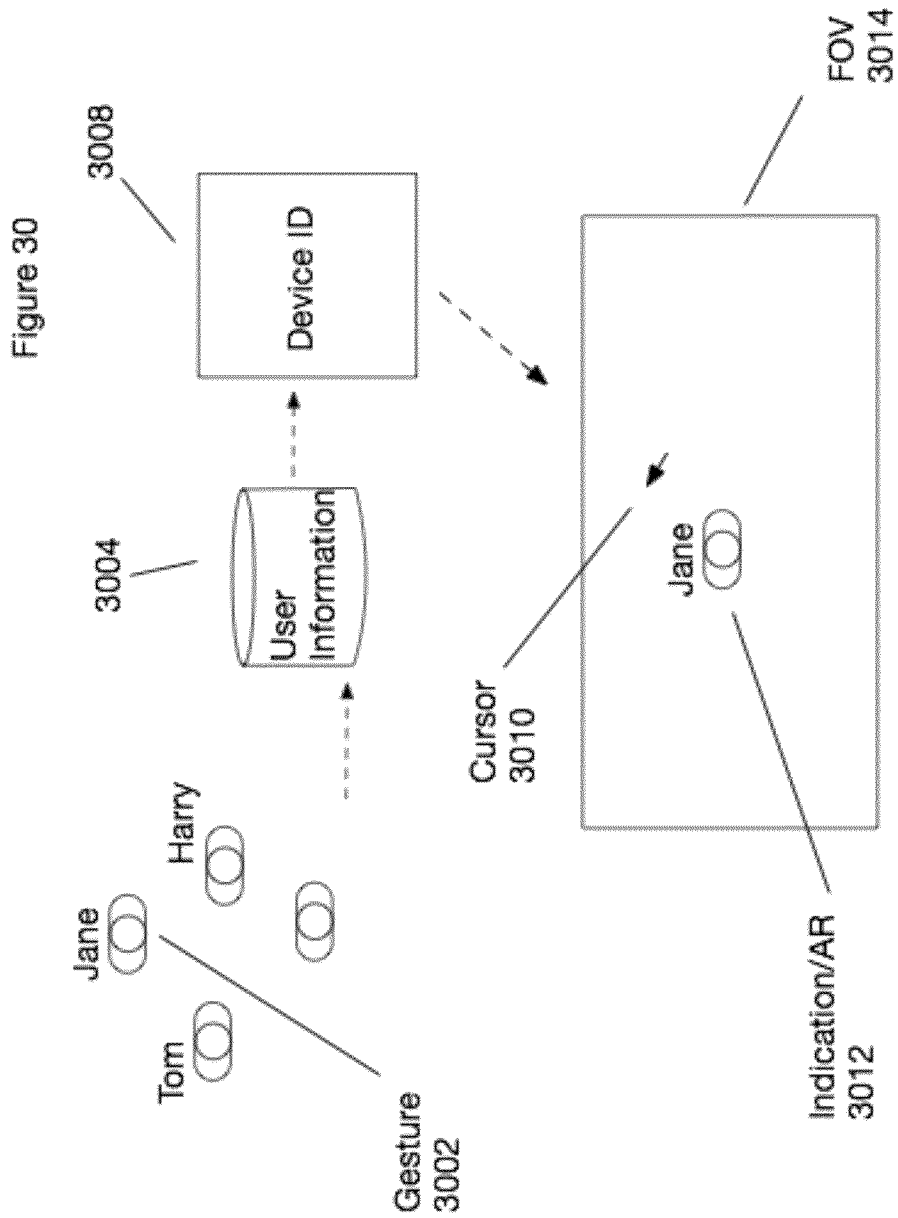 Figure 30
Jane
Tom
Harry
3004
User
Information
3008
Device ID
Gesture
3002
Cursor
3010
Jane
Indication/AR
3012
FOV
3014